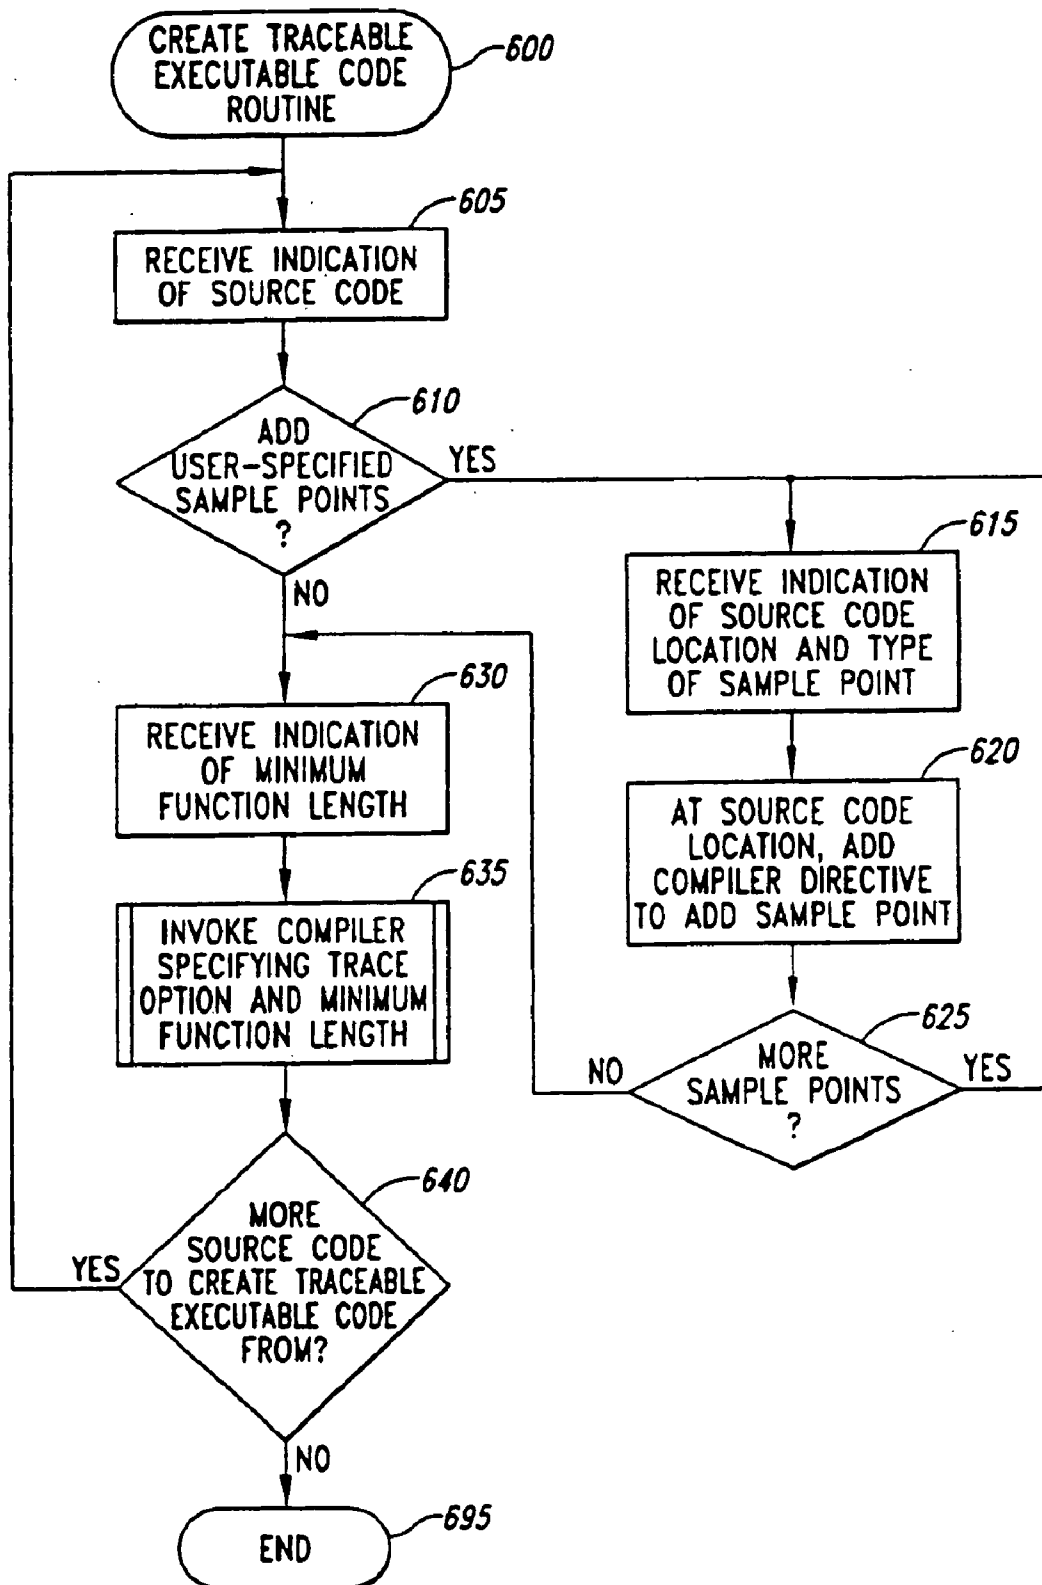 CREATE TRACEABLE
EXECUTABLE CODE
ROUTINE
600
605
RECEIVE INDICATION
OF SOURCE CODE
610
ADD
USER-SPECIFIED
SAMPLE POINTS
?
YES
NO
615
RECEIVE INDICATION
OF SOURCE CODE
LOCATION AND TYPE
OF SAMPLE POINT
620
AT SOURCE CODE
LOCATION, ADD
COMPILER DIRECTIVE
TO ADD SAMPLE POINT
625
MORE
SAMPLE POINTS
?
NO
YES
630
RECEIVE INDICATION
OF MINIMUM
FUNCTION LENGTH
635
INVOKE COMPILER
SPECIFYING TRACE
OPTION AND MINIMUM
FUNCTION LENGTH
640
MORE
SOURCE CODE
TO CREATE TRACEABLE
EXECUTABLE CODE
FROM?
YES
NO
END
695